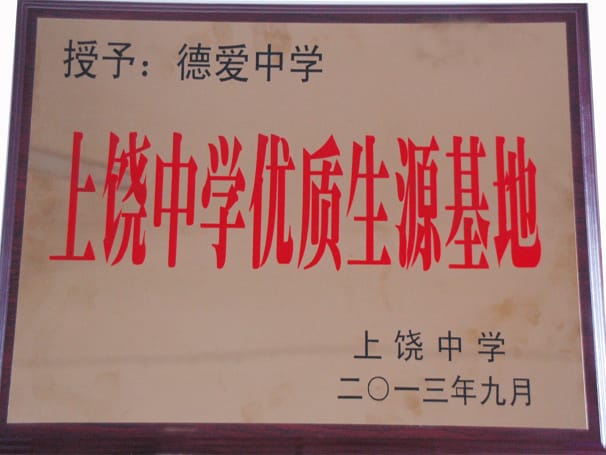 授予：德爱中学
上饶中学优质生源基地
上饶中学
二〇一三年九月